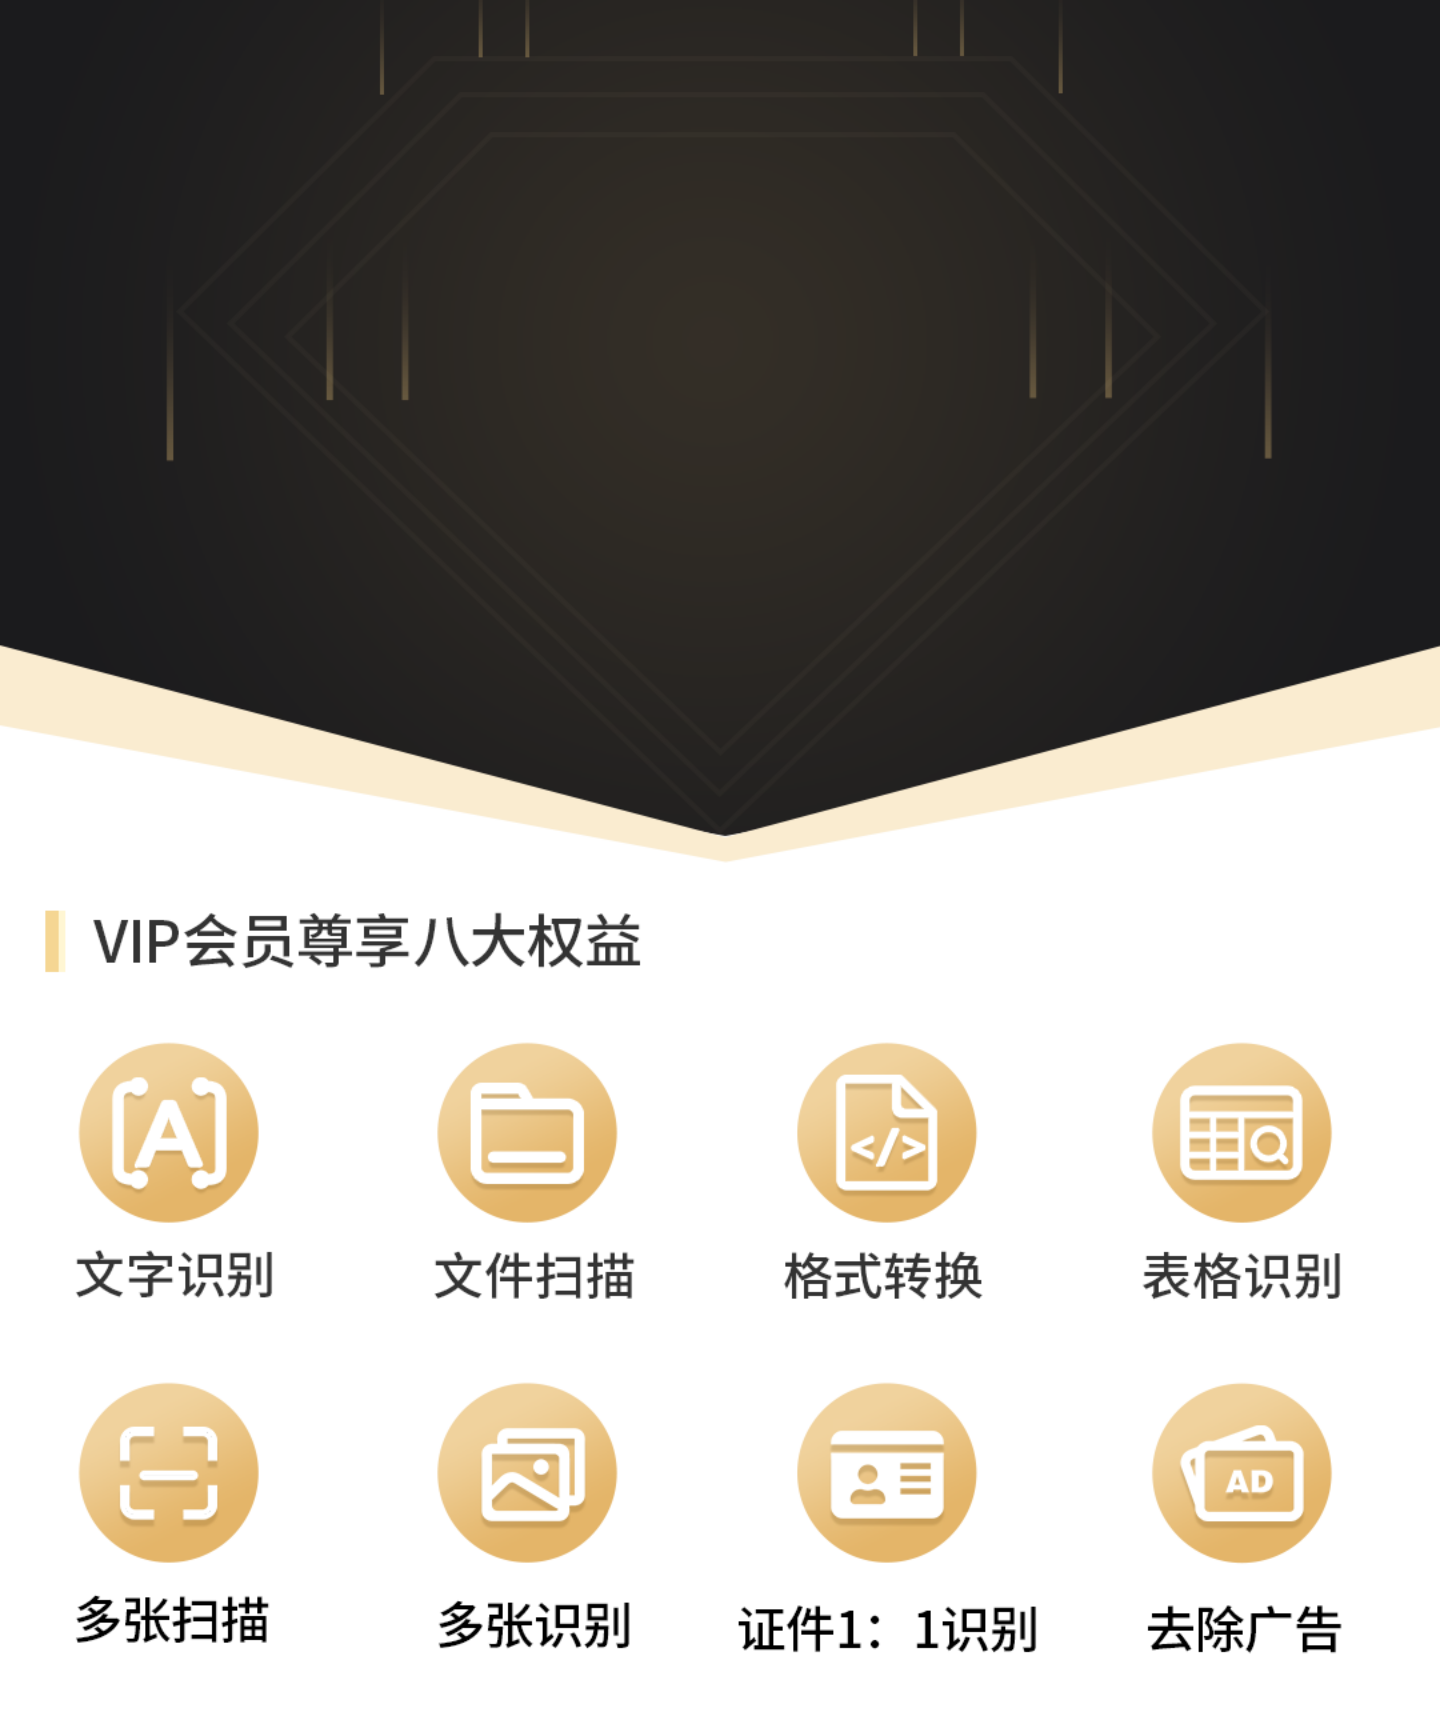 VIP会员尊享八大权益
A
</>
文字识别
文件扫描
格式转换
表格识别
AD
多张扫描
多张识别
证件1：1识别
去除广告